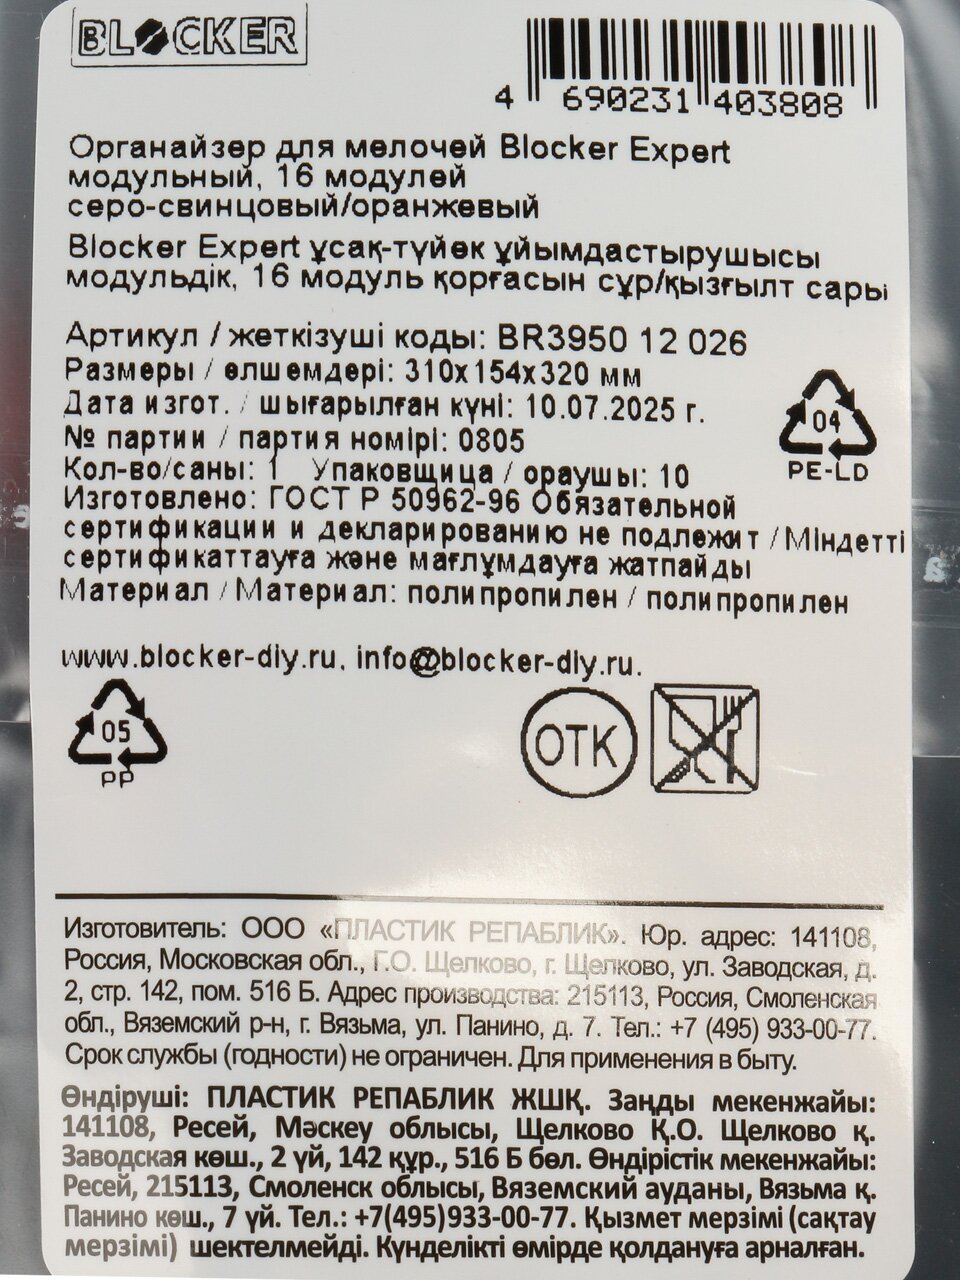 BLOCKER
4 690231 403808
Органайзер для мелочей Blocker Expert
модульный, 16 модулей
серо-свинцовый/оранжевый
Blocker Expert ұсақ-түйек ұйымдастырушысы
модульдік, 16 модуль қорғасын сұр/қызғылт сары
Артикул / жеткізуші коды: BR3950 12 026
Размеры / өлшемдері: 310x154x320 мм
Дата изгот. / шығарылған күні: 10.07.2025 г.
№ партии / партия номірі: 0805
Кол-во/саны: 1 Упаковщица / ораушы: 10
Изготовлено: ГОСТ Р 50962-96 Обязательной
сертификации и декларированию не подлежит / Міндетті
сертификаттауға және мағлұмдауға жатпайды
Материал / Материал: полипропилен / полипропилен
04
PE-LD
www.blocker-diy.ru, info@blocker-diy.ru.
05
PP
ОТК
Изготовитель: ООО «ПЛАСТИК РЕПАБЛИК». Юр. адрес: 141108,
Россия, Московская обл., Г.О. Щелково, г. Щелково, ул. Заводская, д.
2, стр. 142, пом. 516 Б. Адрес производства: 215113, Россия, Смоленская
обл., Вяземский р-н, г. Вязьма, ул. Панино, д. 7. Тел.: +7 (495) 933-00-77.
Срок службы (годности) не ограничен. Для применения в быту.
Өндіруші: ПЛАСТИК РЕПАБЛИК ЖШҚ. Заңды мекенжайы:
141108, Ресей, Мәскеу облысы, Щелково Қ.О. Щелково қ.
Заводская көш., 2 үй, 142 құр., 516 Б бөл. Өндірістік мекенжайы:
Ресей, 215113, Смоленск облысы, Вяземский ауданы, Вязьма қ.
Панино көш., 7 үй. Тел.: +7(495)933-00-77. Қызмет мерзімі (сақтау
мерзімі) шектелмейді. Күнделікті өмірде қолдануға арналған.